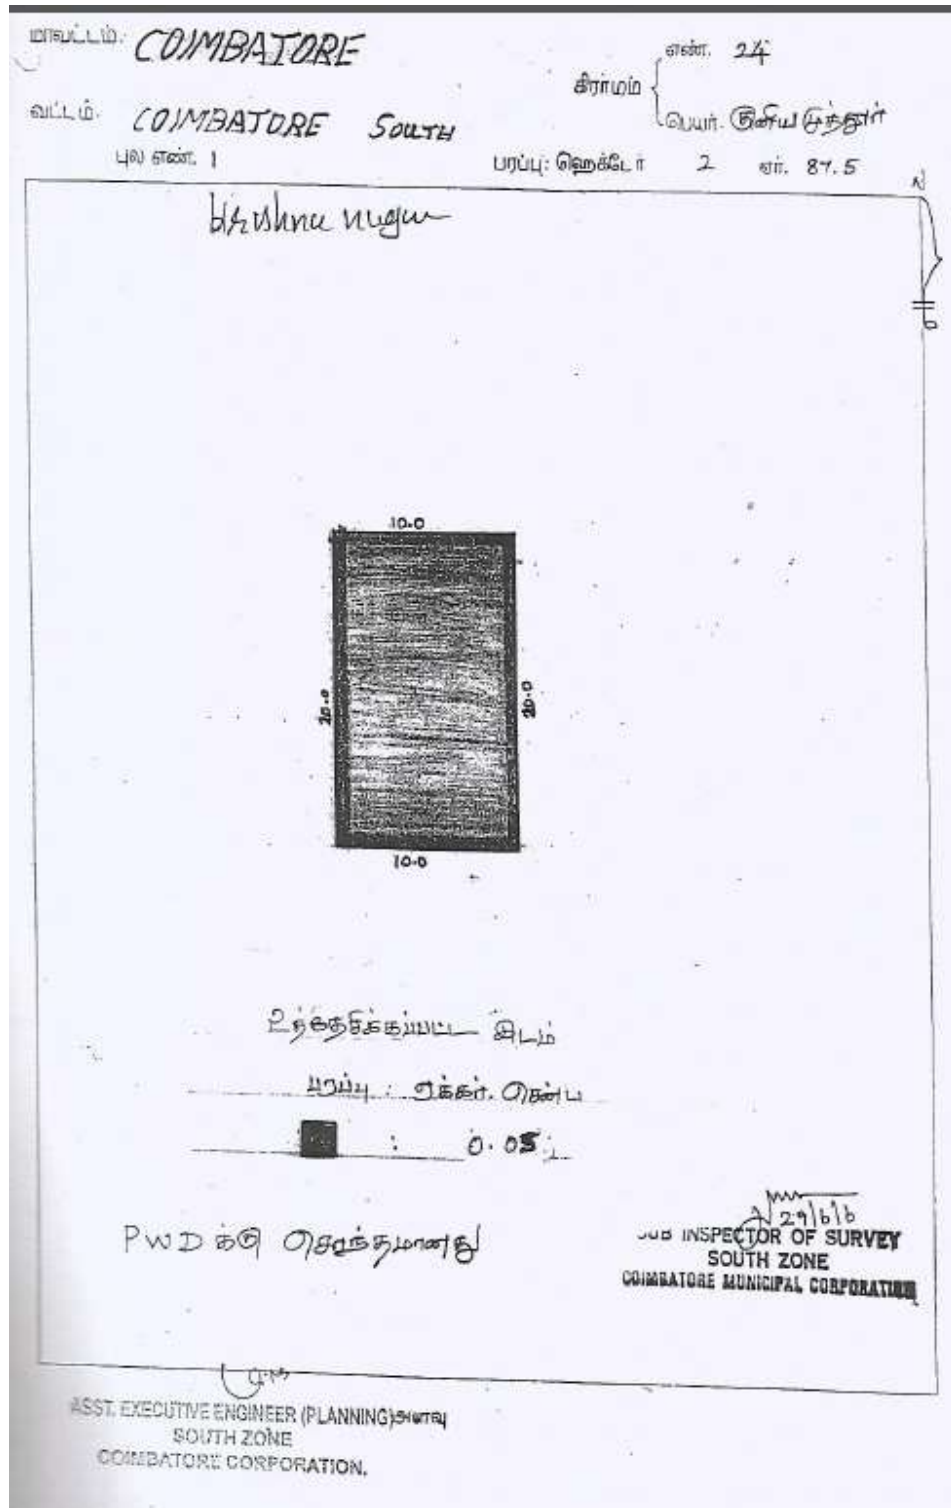 மாவட்டம். COIMBATORE
எண். 24
கிராமம்
வட்டம். COIMBATORE SOUTH
பெயர். குனியமுத்தூர்
புல எண். 1 பரப்பு: ஹெக்டேர் 2 ஏர். 87.5
N
krishna nagar
10.0
20.0
20.0
10.0
உத்தேசிக்கப்பட்ட இடம்
பரப்பு : ஏக்கர். சென்ட்
: 0.05
29/6/6
PWD க்கு சொந்தமானது
SUB INSPECTOR OF SURVEY
SOUTH ZONE
COIMBATORE MUNICIPAL CORPORATION
ASST. EXECUTIVE ENGINEER (PLANNING) அளவு
SOUTH ZONE
COIMBATORE CORPORATION.